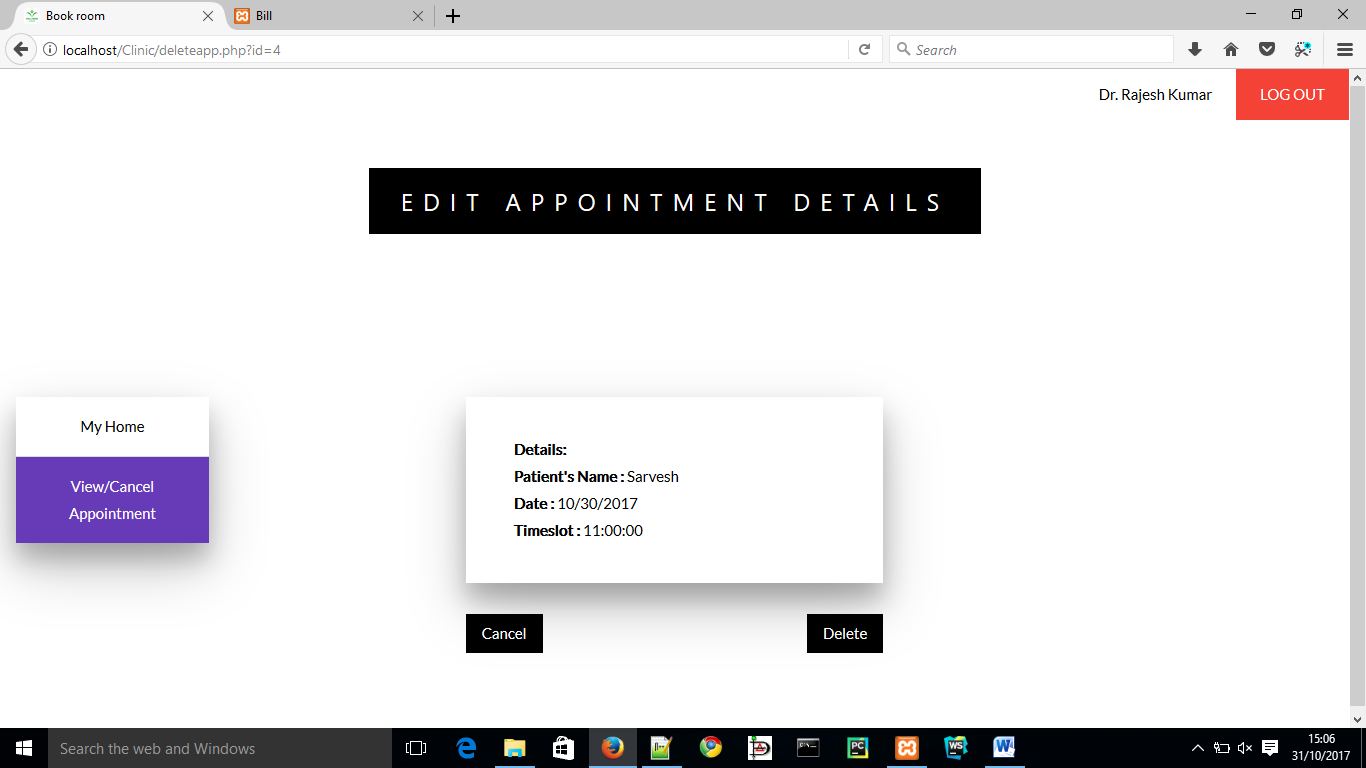 Book room
Bill
localhost/Clinic/deleteapp.php?id=4
Search
Dr. Rajesh Kumar
LOG OUT
EDIT APPOINTMENT DETAILS
My Home
View/Cancel
Appointment
Details:
Patient's Name : Sarvesh
Date : 10/30/2017
Timeslot : 11:00:00
Cancel
Delete
Search the web and Windows
PC
WS
15:06
31/10/2017